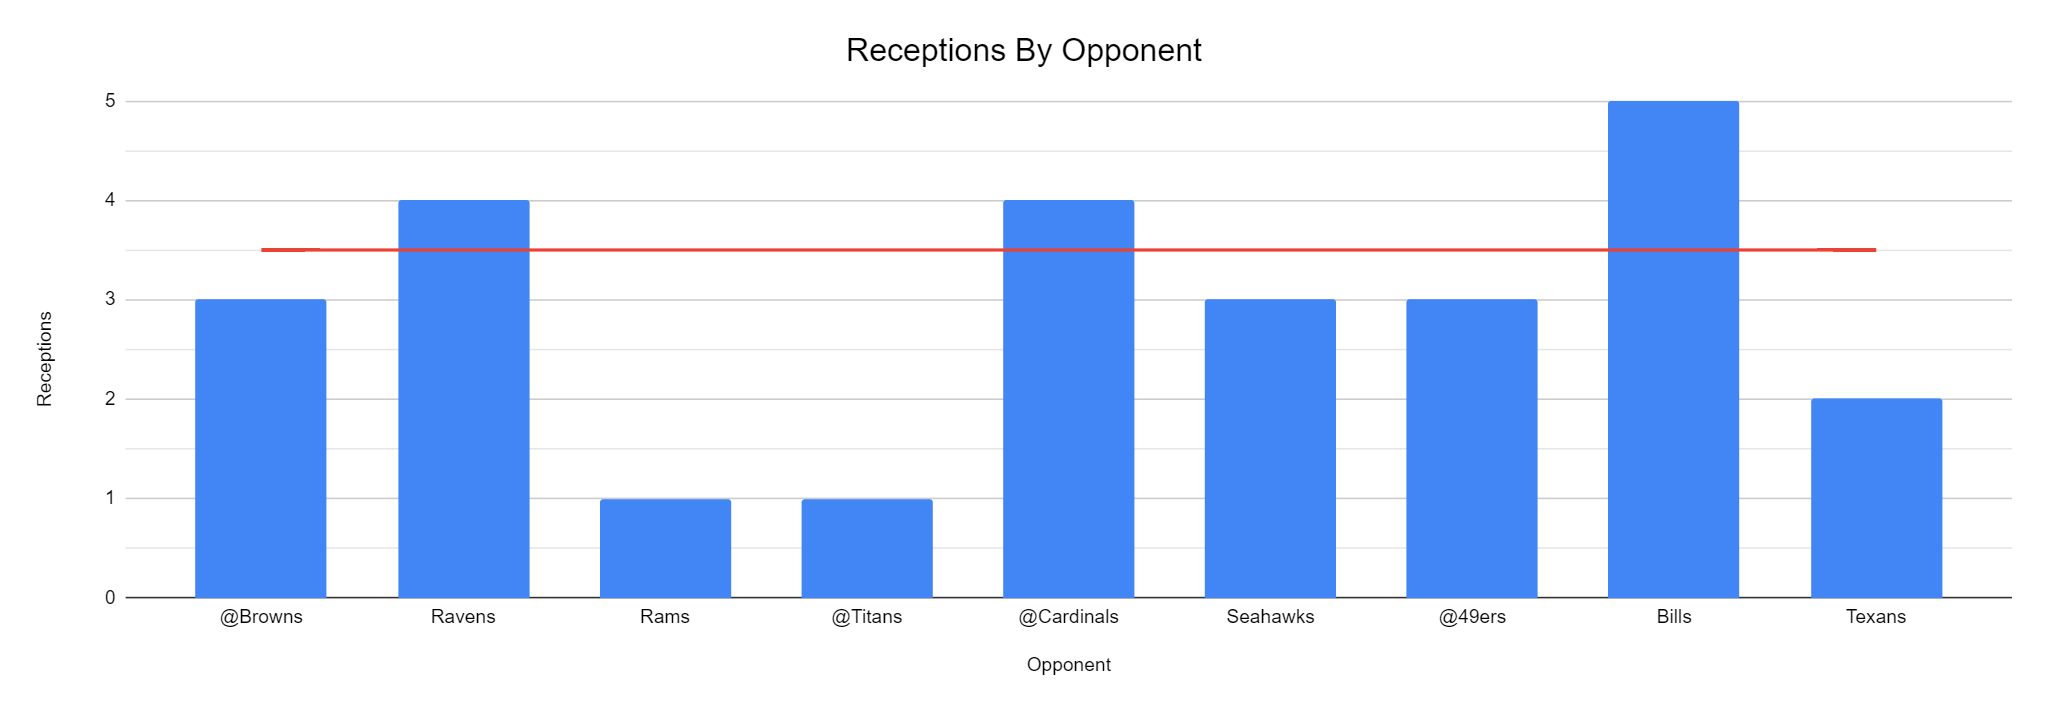 Receptions By Opponent
5
4
3
2
1
0
Receptions
@Browns Ravens Rams @Titans @Cardinals Seahawks @49ers Bills Texans
Opponent